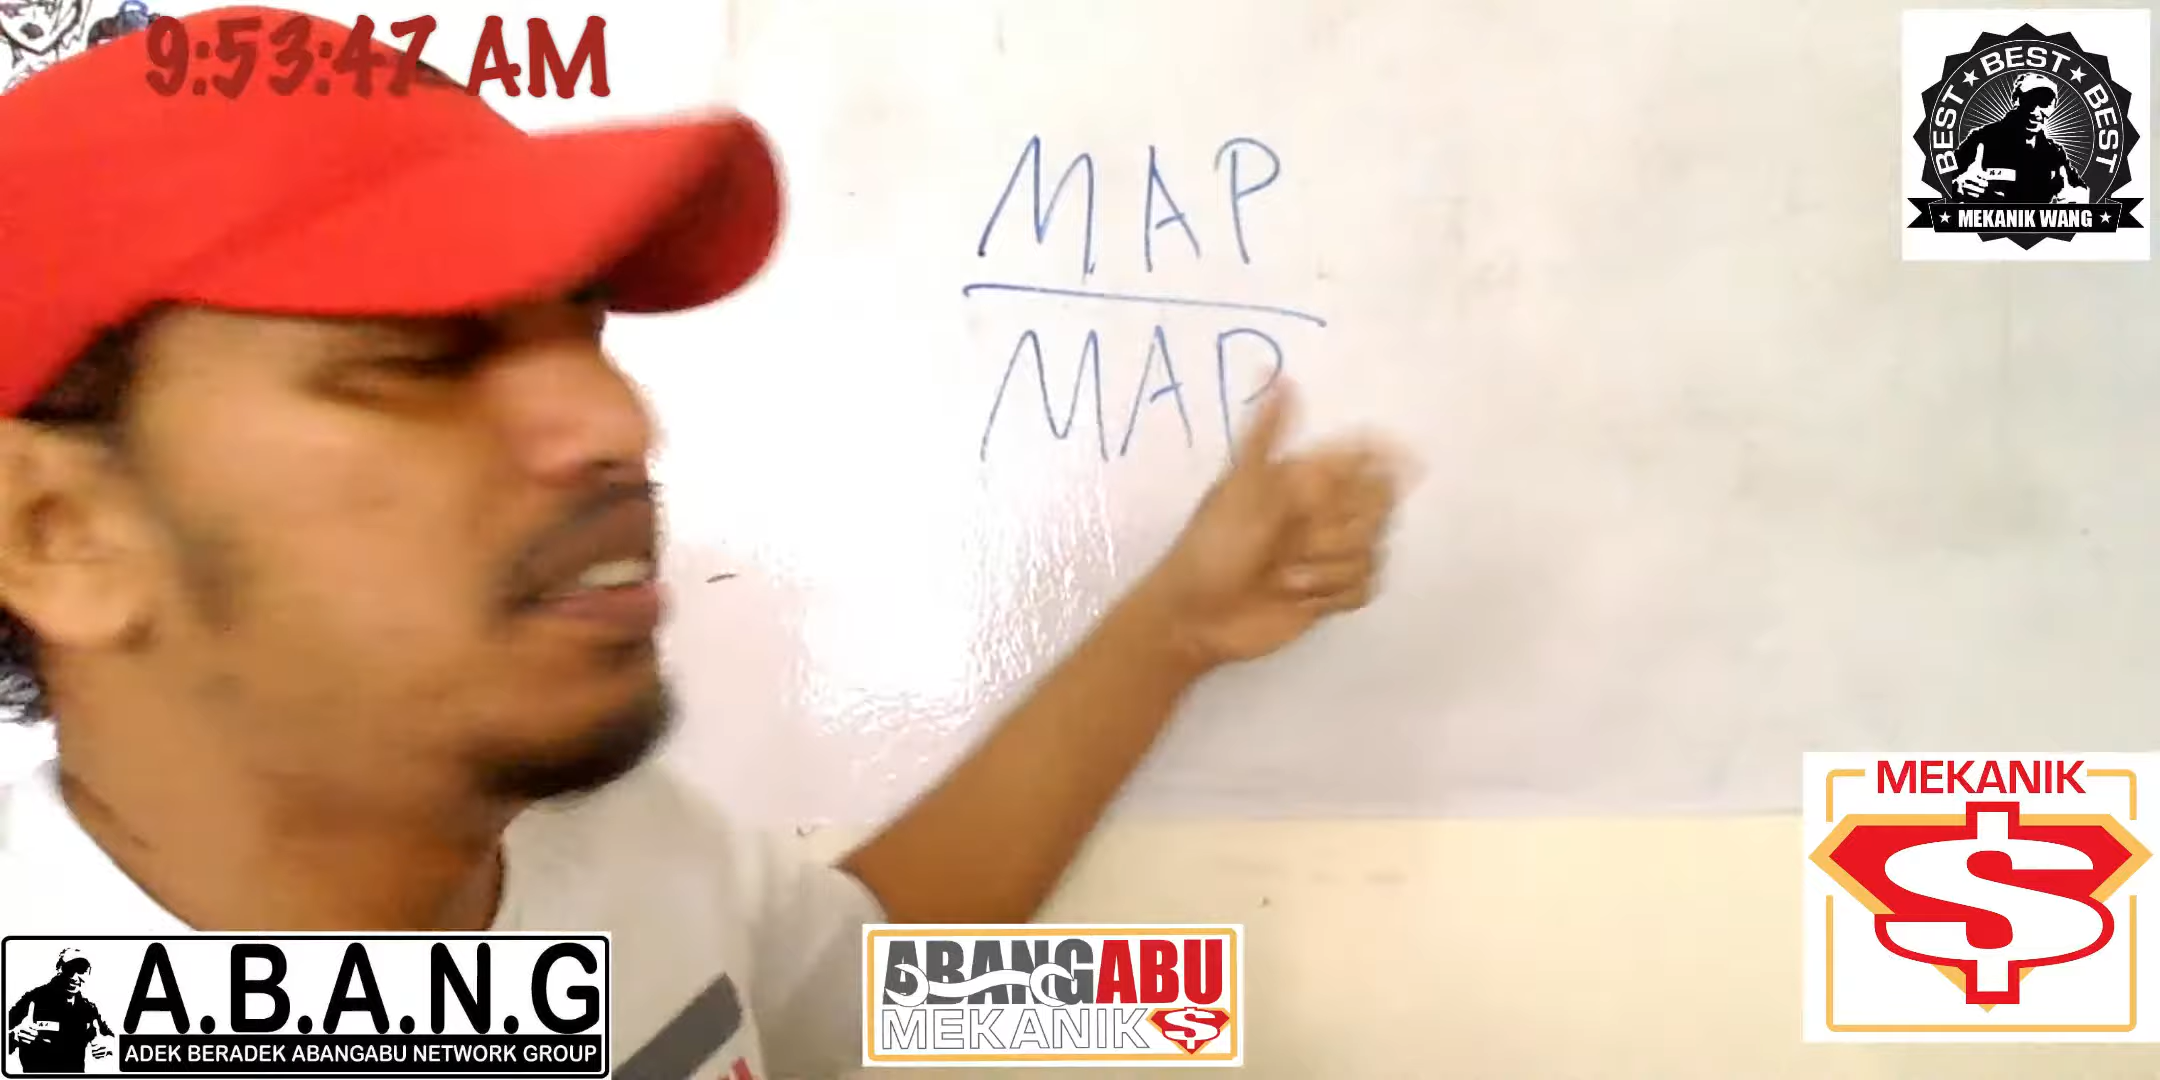 9:53:47 AM
MAP
MAP
BEST ★ BEST ★ BEST
★ MEKANIK WANG ★
MEKANIK
$
A.B.A.N.G
ADEK BERADEK ABANGABU NETWORK GROUP
ABANGABU
MEKANIK $